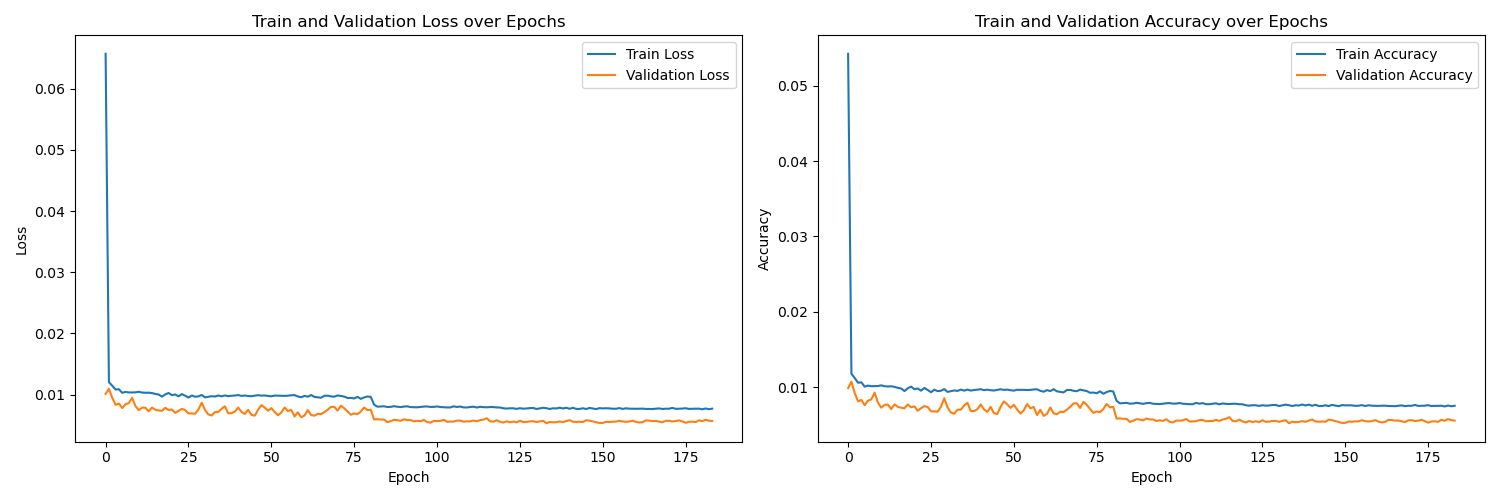 Train and Validation Loss over Epochs
Train Loss
Validation Loss
0.06
0.05
0.04
0.03
0.02
0.01
Loss
0
25
50
75
100
125
150
175
Epoch
Train and Validation Accuracy over Epochs
Train Accuracy
Validation Accuracy
0.05
0.04
0.03
0.02
0.01
Accuracy
0
25
50
75
100
125
150
175
Epoch